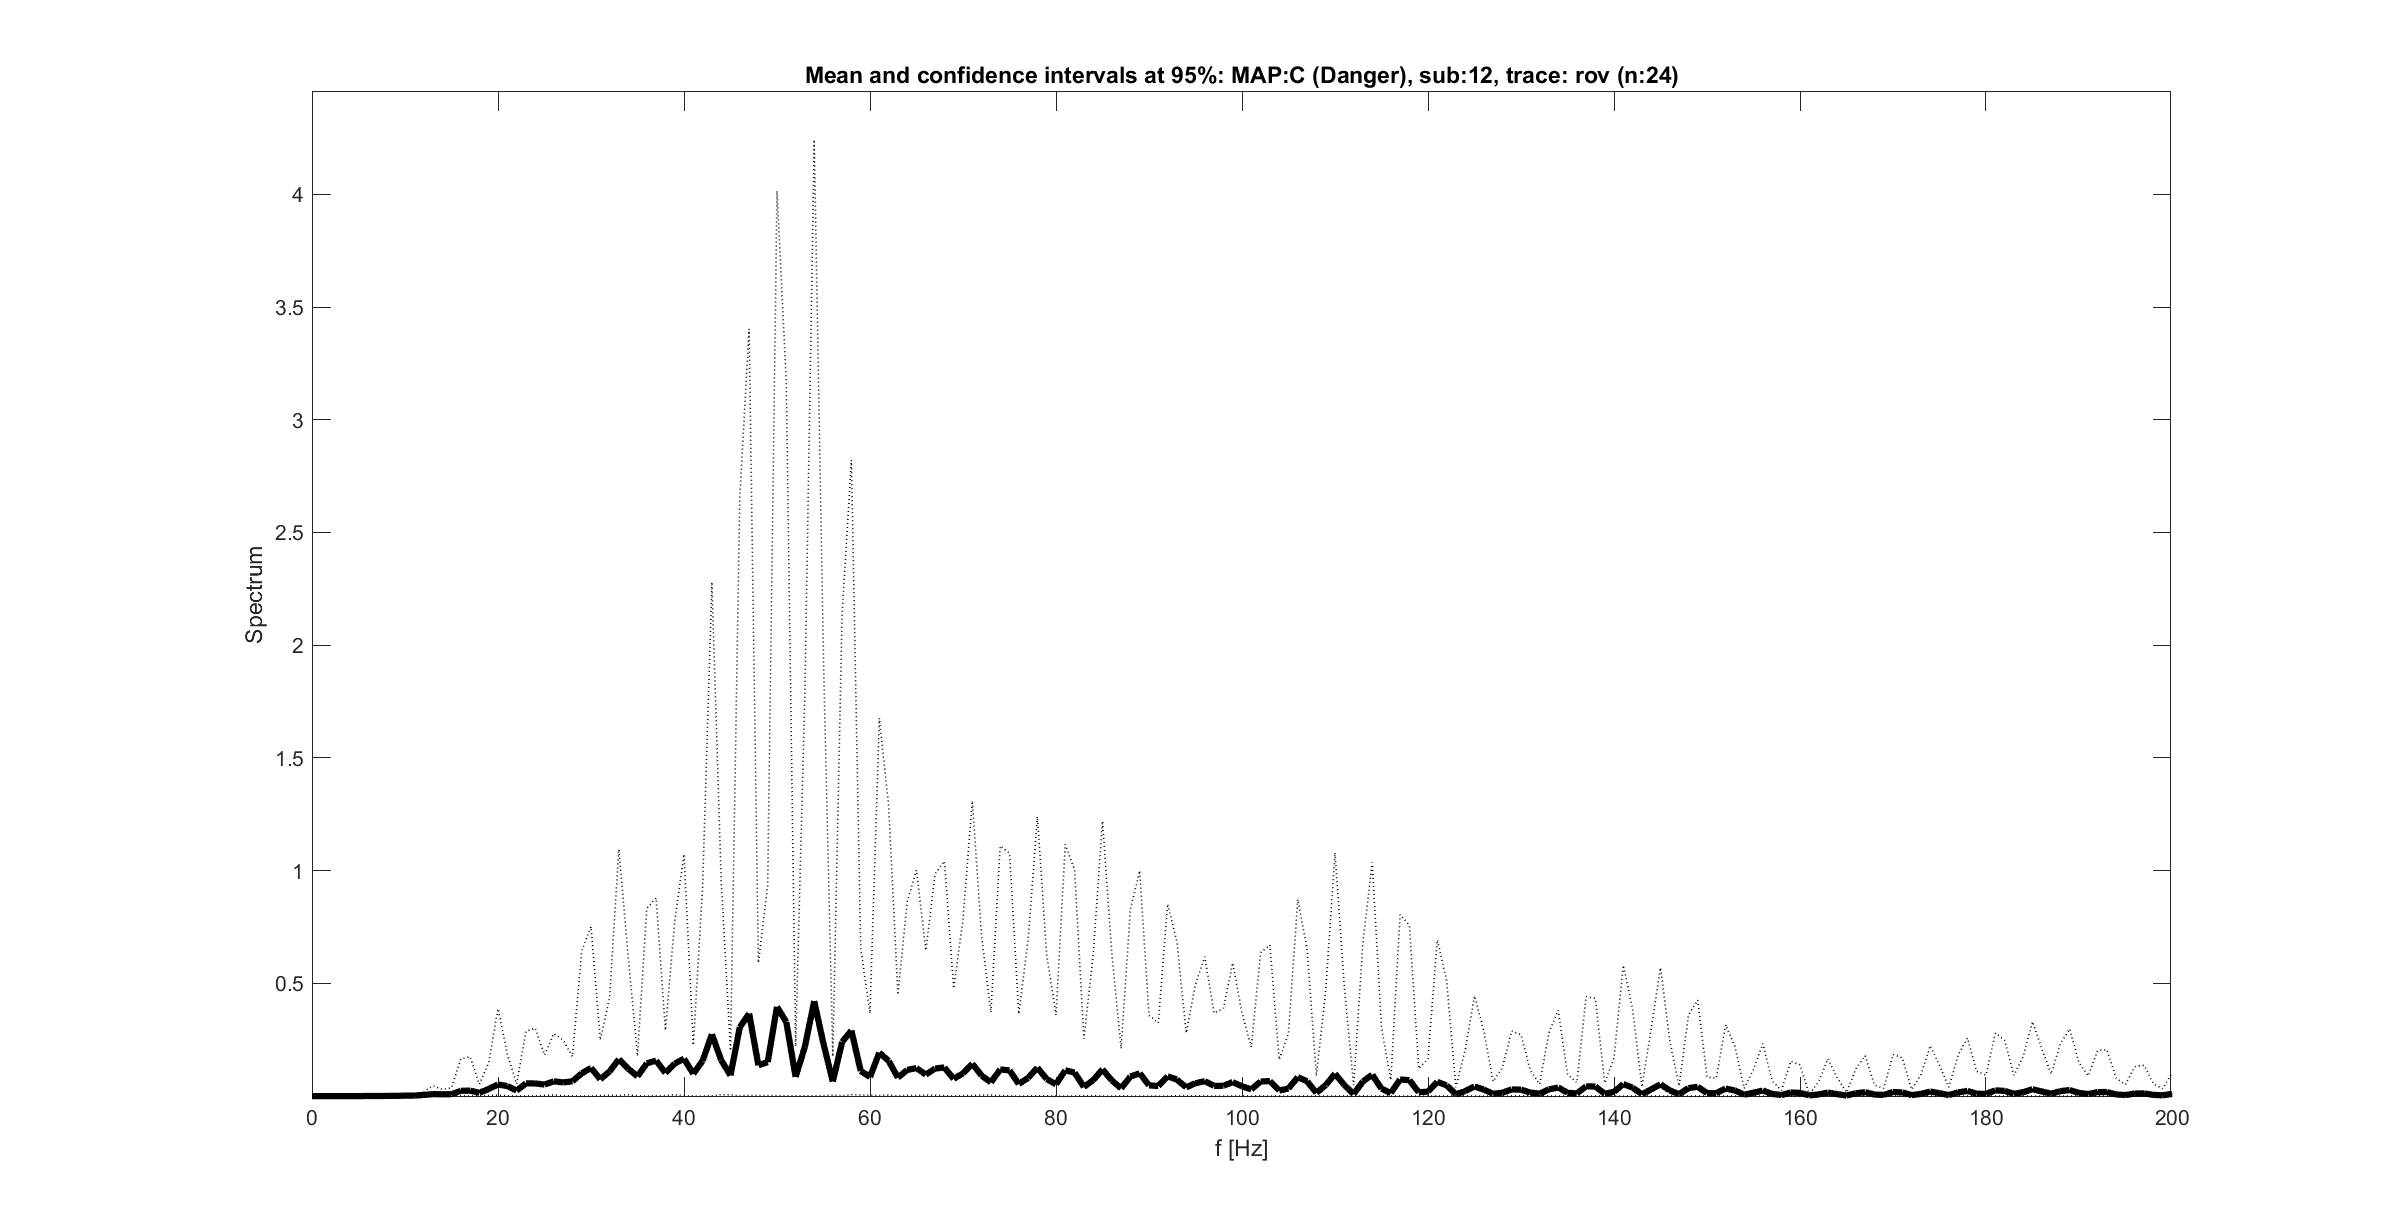 Mean and confidence intervals at 95%: MAP:C (Danger), sub:12, trace: rov (n:24)
4
3.5
3
2.5
2
1.5
1
0.5
Spectrum
0 20 40 60 80 100 120 140 160 180 200
f [Hz]